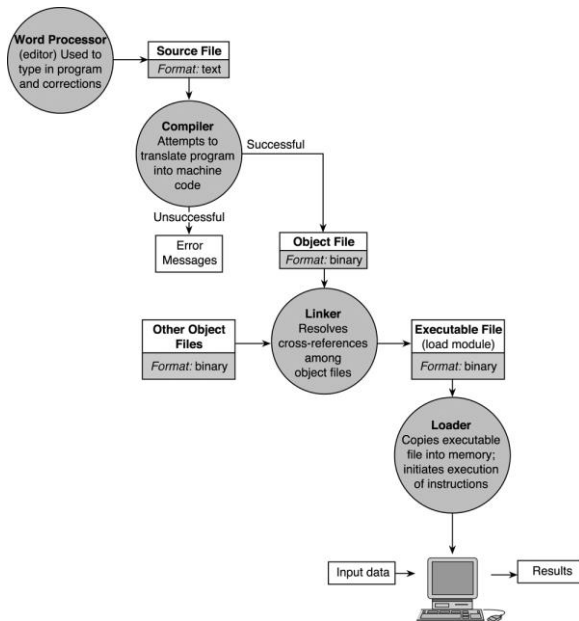 Word Processor
(editor) Used to
type in program
and corrections
Source File
Format: text
Compiler
Attempts to
translate program
into machine
code
Successful
Unsuccessful
Error
Messages
Object File
Format: binary
Other Object
Files
Format: binary
Linker
Resolves
cross-references
among
object files
Executable File
(load module)
Format: binary
Loader
Copies executable
file into memory;
initiates execution
of instructions
Input data
Results